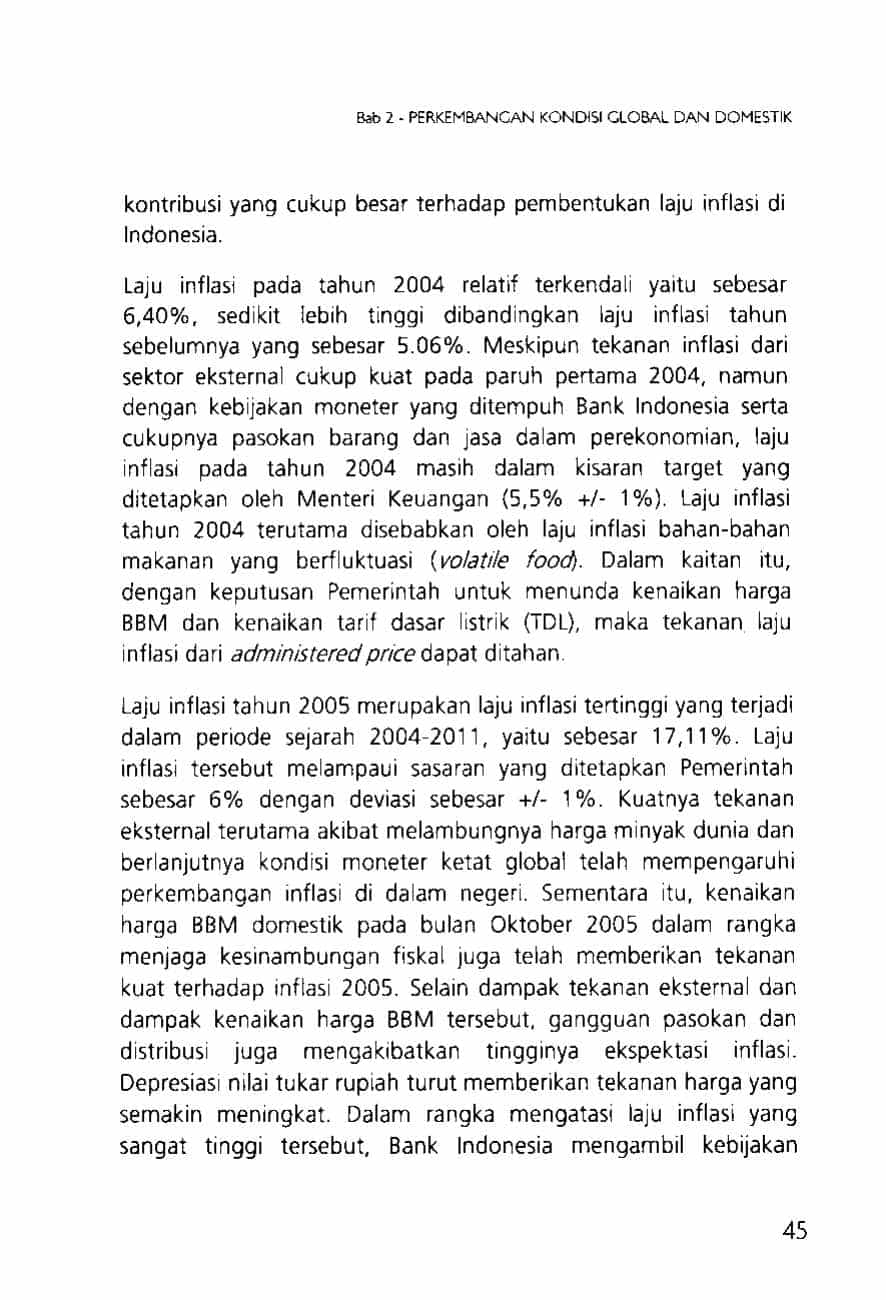 Bab 2 - PERKEMBANGAN KONDISI GLOBAL DAN DOMESTIK
kontribusi yang cukup besar terhadap pembentukan laju inflasi di
Indonesia.
Laju inflasi pada tahun 2004 relatif terkendali yaitu sebesar
6,40%, sedikit lebih tinggi dibandingkan laju inflasi tahun
sebelumnya yang sebesar 5.06%. Meskipun tekanan inflasi dari
sektor eksternal cukup kuat pada paruh pertama 2004, namun
dengan kebijakan moneter yang ditempuh Bank Indonesia serta
cukupnya pasokan barang dan jasa dalam perekonomian, laju
inflasi pada tahun 2004 masih dalam kisaran target yang
ditetapkan oleh Menteri Keuangan (5,5% +/- 1%). Laju inflasi
tahun 2004 terutama disebabkan oleh laju inflasi bahan-bahan
makanan yang berfluktuasi (volatile food). Dalam kaitan itu,
dengan keputusan Pemerintah untuk menunda kenaikan harga
BBM dan kenaikan tarif dasar listrik (TDL), maka tekanan laju
inflasi dari administered price dapat ditahan.
Laju inflasi tahun 2005 merupakan laju inflasi tertinggi yang terjadi
dalam periode sejarah 2004-2011, yaitu sebesar 17,11%. Laju
inflasi tersebut melampaui sasaran yang ditetapkan Pemerintah
sebesar 6% dengan deviasi sebesar +/- 1%. Kuatnya tekanan
eksternal terutama akibat melambungnya harga minyak dunia dan
berlanjutnya kondisi moneter ketat global telah mempengaruhi
perkembangan inflasi di dalam negeri. Sementara itu, kenaikan
harga BBM domestik pada bulan Oktober 2005 dalam rangka
menjaga kesinambungan fiskal juga telah memberikan tekanan
kuat terhadap inflasi 2005. Selain dampak tekanan eksternal dan
dampak kenaikan harga BBM tersebut, gangguan pasokan dan
distribusi juga mengakibatkan tingginya ekspektasi inflasi.
Depresiasi nilai tukar rupiah turut memberikan tekanan harga yang
semakin meningkat. Dalam rangka mengatasi laju inflasi yang
sangat tinggi tersebut, Bank Indonesia mengambil kebijakan
45